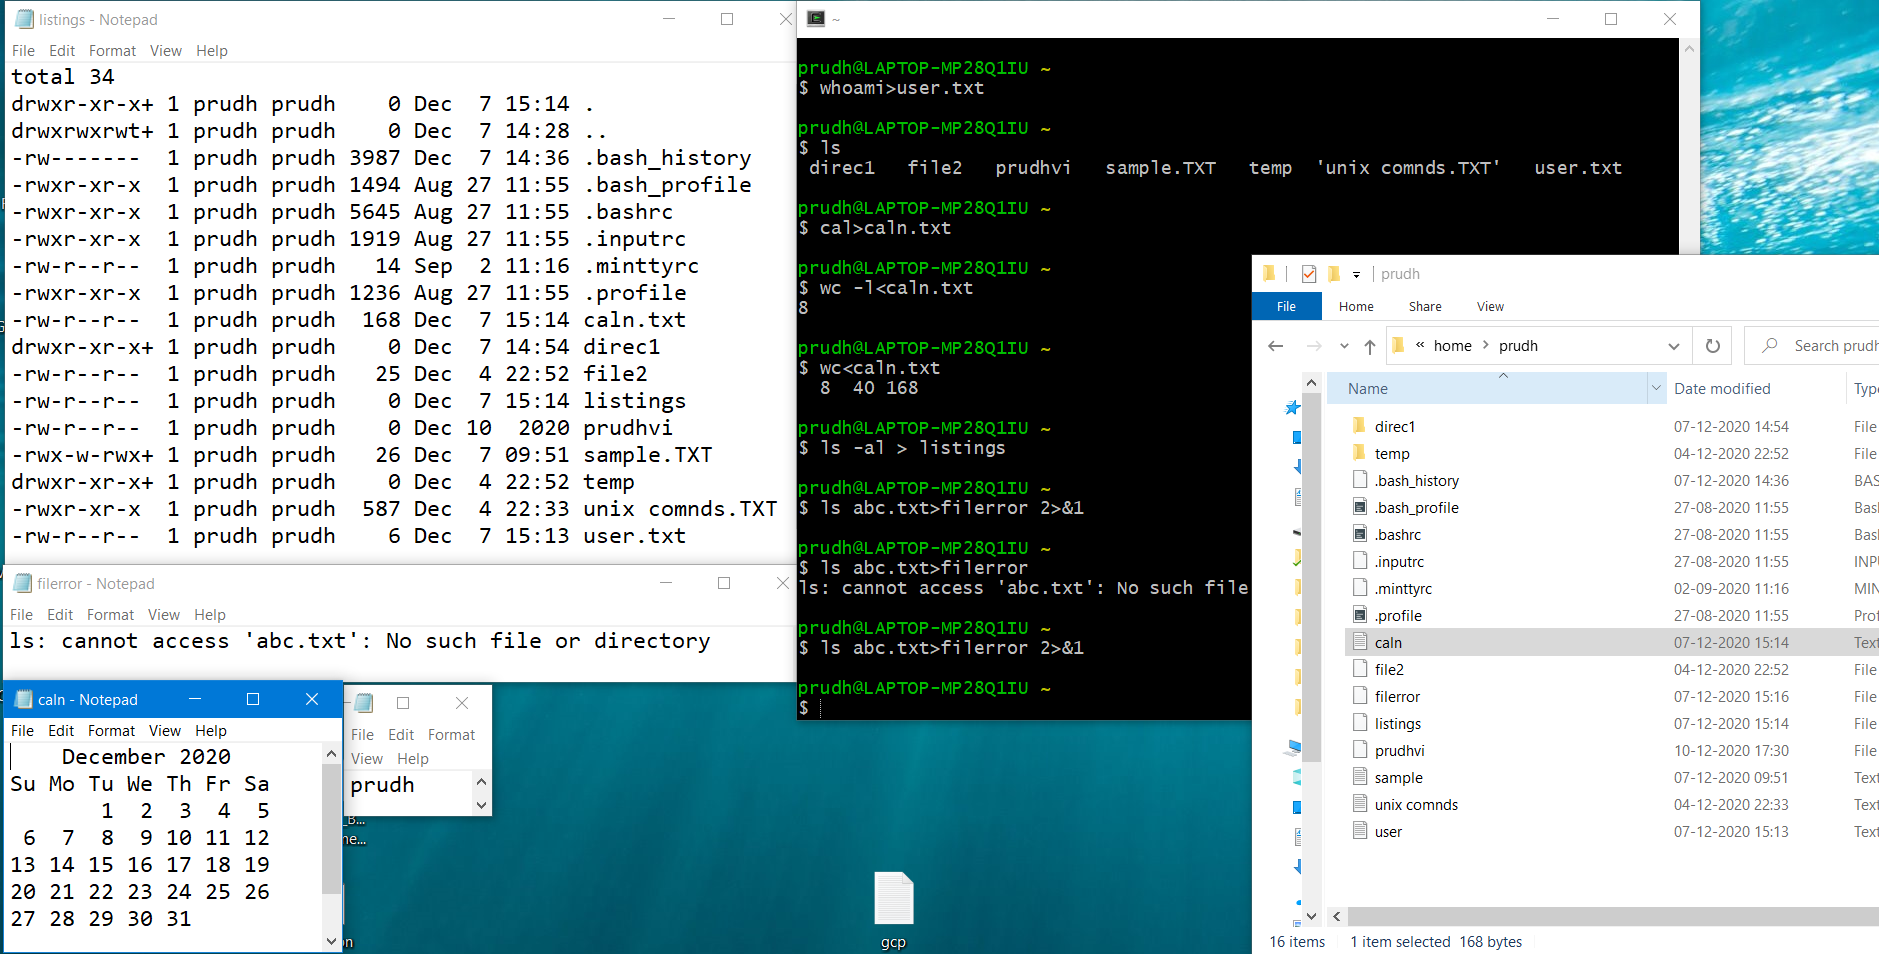 listings - Notepad
File Edit Format View Help
total 34
drwxr-xr-x+ 1 prudh prudh    0 Dec  7 15:14 .
drwxrwxrwt+ 1 prudh prudh    0 Dec  7 14:28 ..
-rw-------  1 prudh prudh 3987 Dec  7 14:36 .bash_history
-rwxr-xr-x  1 prudh prudh 1494 Aug 27 11:55 .bash_profile
-rwxr-xr-x  1 prudh prudh 5645 Aug 27 11:55 .bashrc
-rwxr-xr-x  1 prudh prudh 1919 Aug 27 11:55 .inputrc
-rw-r--r--  1 prudh prudh   14 Sep  2 11:16 .minttyrc
-rwxr-xr-x  1 prudh prudh 1236 Aug 27 11:55 .profile
-rw-r--r--  1 prudh prudh  168 Dec  7 15:14 caln.txt
drwxr-xr-x+ 1 prudh prudh    0 Dec  7 14:54 direc1
-rw-r--r--  1 prudh prudh   25 Dec  4 22:52 file2
-rw-r--r--  1 prudh prudh    0 Dec  7 15:14 listings
-rw-r--r--  1 prudh prudh    0 Dec 10  2020 prudhvi
-rwx-w-rwx+ 1 prudh prudh   26 Dec  7 09:51 sample.TXT
drwxr-xr-x+ 1 prudh prudh    0 Dec  4 22:52 temp
-rwxr-xr-x  1 prudh prudh  587 Dec  4 22:33 unix comnds.TXT
-rw-r--r--  1 prudh prudh    6 Dec  7 15:13 user.txt
filerror - Notepad
File Edit Format View Help
ls: cannot access 'abc.txt': No such file or directory
caln - Notepad
File Edit Format View Help
December 2020
Su Mo Tu We Th Fr Sa
1  2  3  4  5
6  7  8  9 10 11 12
13 14 15 16 17 18 19
20 21 22 23 24 25 26
27 28 29 30 31
File Edit Format
View Help
prudh
gcp
~
prudh@LAPTOP-MP28Q1IU ~
$ whoami>user.txt
prudh@LAPTOP-MP28Q1IU ~
$ ls
direc1   file2   prudhvi   sample.TXT   temp  'unix comnds.TXT'   user.txt
prudh@LAPTOP-MP28Q1IU ~
$ cal>caln.txt
prudh@LAPTOP-MP28Q1IU ~
$ wc -l<caln.txt
8
prudh@LAPTOP-MP28Q1IU ~
$ wc<caln.txt
8  40 168
prudh@LAPTOP-MP28Q1IU ~
$ ls -al > listings
prudh@LAPTOP-MP28Q1IU ~
$ ls abc.txt>filerror 2>&1
prudh@LAPTOP-MP28Q1IU ~
$ ls abc.txt>filerror
ls: cannot access 'abc.txt': No such file
prudh@LAPTOP-MP28Q1IU ~
$ ls abc.txt>filerror 2>&1
prudh@LAPTOP-MP28Q1IU ~
$
prudh
File Home Share View
« home > prudh
Search prudh
Name Date modified Type
direc1 07-12-2020 14:54 File
temp 04-12-2020 22:52 File
.bash_history 07-12-2020 14:36 BAS
.bash_profile 27-08-2020 11:55 Bash
.bashrc 27-08-2020 11:55 Bash
.inputrc 27-08-2020 11:55 INPU
.minttyrc 02-09-2020 11:16 MIN
.profile 27-08-2020 11:55 Prof
caln 07-12-2020 15:14 Text
file2 04-12-2020 22:52 File
filerror 07-12-2020 15:16 File
listings 07-12-2020 15:14 File
prudhvi 10-12-2020 17:30 File
sample 07-12-2020 09:51 Text
unix comnds 04-12-2020 22:33 Text
user 07-12-2020 15:13 Text
16 items 1 item selected 168 bytes